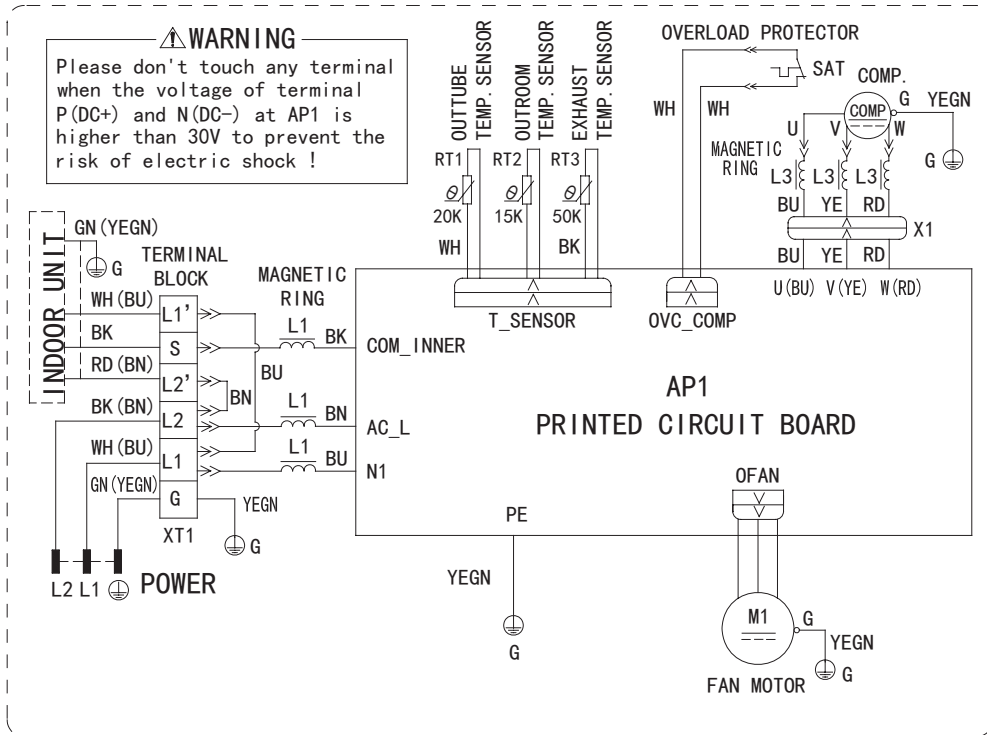 ⚠WARNING
Please don't touch any terminal
when the voltage of terminal
P(DC+) and N(DC-) at AP1 is
higher than 30V to prevent the
risk of electric shock !
OUTTUBE
TEMP. SENSOR
OUTROOM
TEMP. SENSOR
EXHAUST
TEMP. SENSOR
RT1
RT2
RT3
θ
θ
θ
20K
15K
50K
WH
BK
T_SENSOR
OVERLOAD PROTECTOR
SAT
WH
WH
OVC_COMP
COMP.
COMP
G
YEGN
G
U
V
W
MAGNETIC
RING
L3
L3
L3
BU
YE
RD
X1
BU
YE
RD
U(BU)
V(YE)
W(RD)
INDOOR UNIT
GN(YEGN)
G
TERMINAL
BLOCK
MAGNETIC
RING
WH(BU)
L1'
L1
BK
BK
S
COM_INNER
RD(BN)
L2'
BU
BN
BK(BN)
L2
L1
BN
AC_L
WH(BU)
L1
L1
BU
N1
GN(YEGN)
G
YEGN
G
XT1
L2
L1
POWER
AP1
PRINTED CIRCUIT BOARD
PE
YEGN
G
OFAN
M1
G
YEGN
G
FAN MOTOR